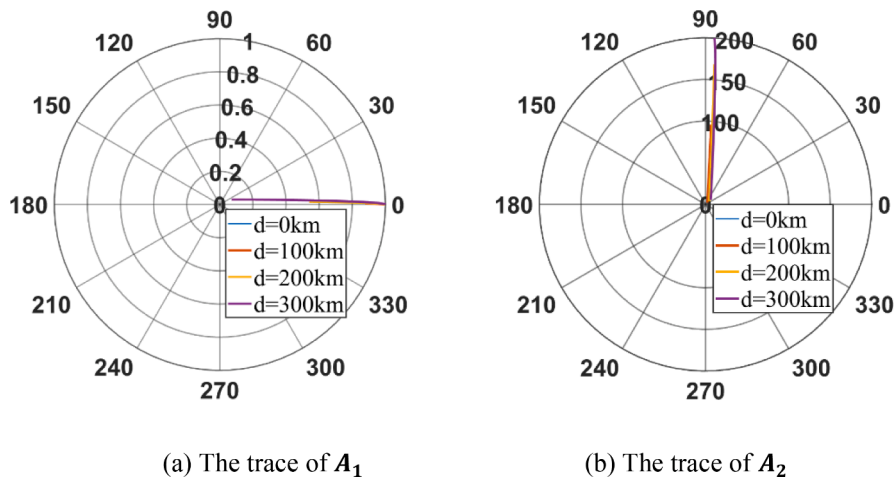 90
120 1 60
0.8
150 0.6 30
0.4
0.2
180 0 0
d=0km
d=100km
210 d=200km 330
d=300km
240 300
270
90
120 200 60
150
150 100 30
180 0 0
d=0km
d=100km
210 d=200km 330
d=300km
240 300
270
(a) The trace of A₁
(b) The trace of A₂